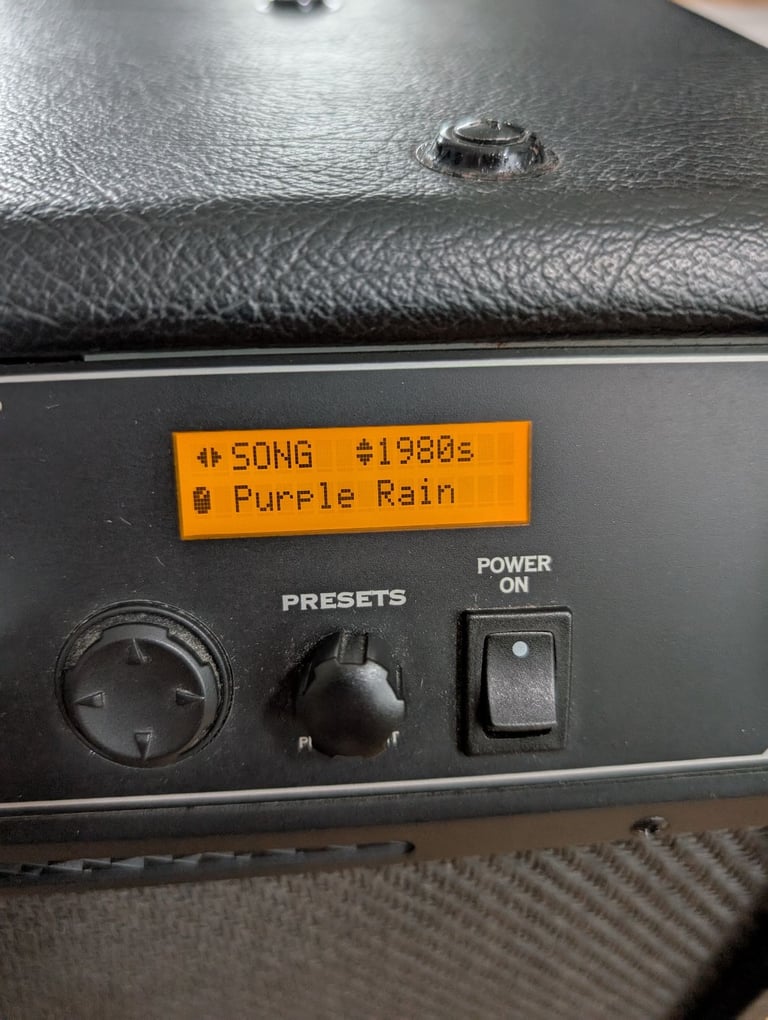 SONG 1980s
Purple Rain
POWER
ON
PRESETS